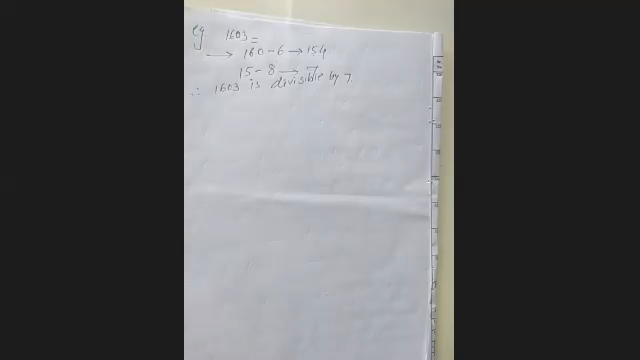 eg 1603 =
→ 160-6 → 154
15-8 → 7
∴ 1603 is divisible by 7